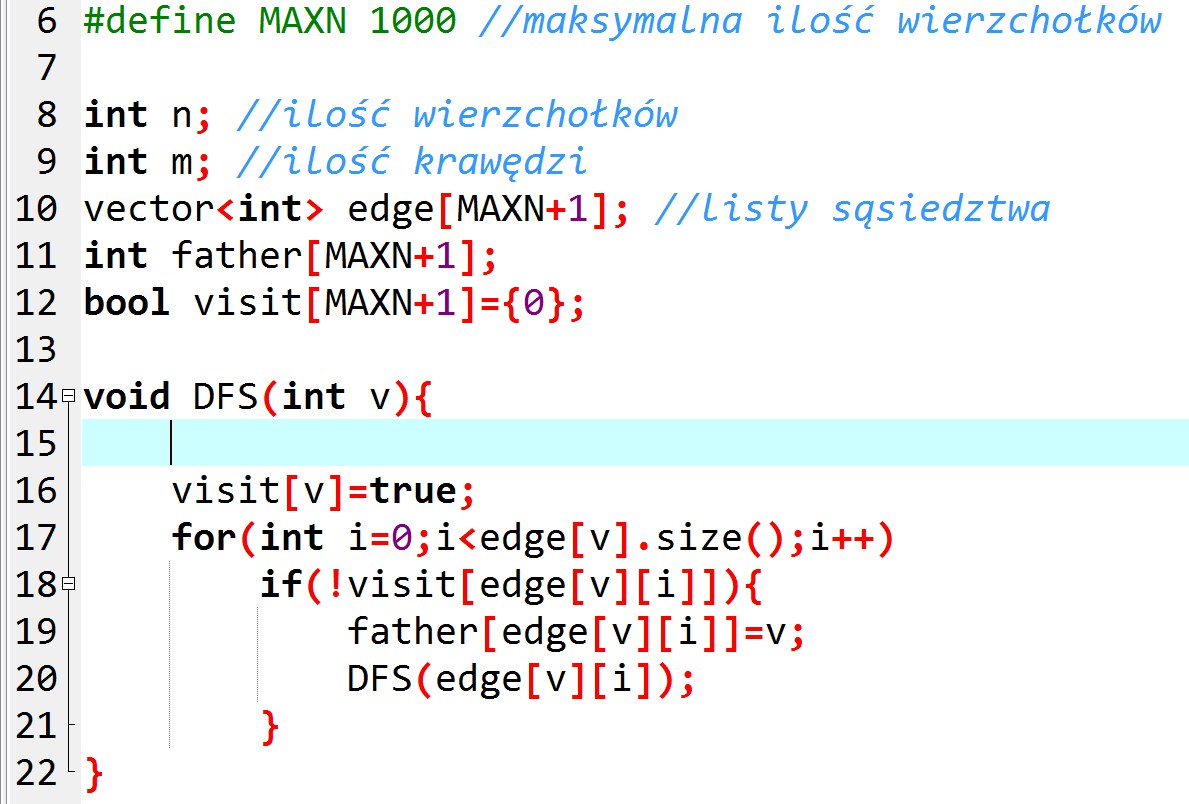 6 #define MAXN 1000 //maksymalna ilość wierzchołków
7
8 int n; //ilość wierzchołków
9 int m; //ilość krawędzi
10 vector<int> edge[MAXN+1]; //listy sąsiedztwa
11 int father[MAXN+1];
12 bool visit[MAXN+1]={0};
13
14 void DFS(int v){
15
16     visit[v]=true;
17     for(int i=0;i<edge[v].size();i++)
18         if(!visit[edge[v][i]]){
19             father[edge[v][i]]=v;
20             DFS(edge[v][i]);
21         }
22 }